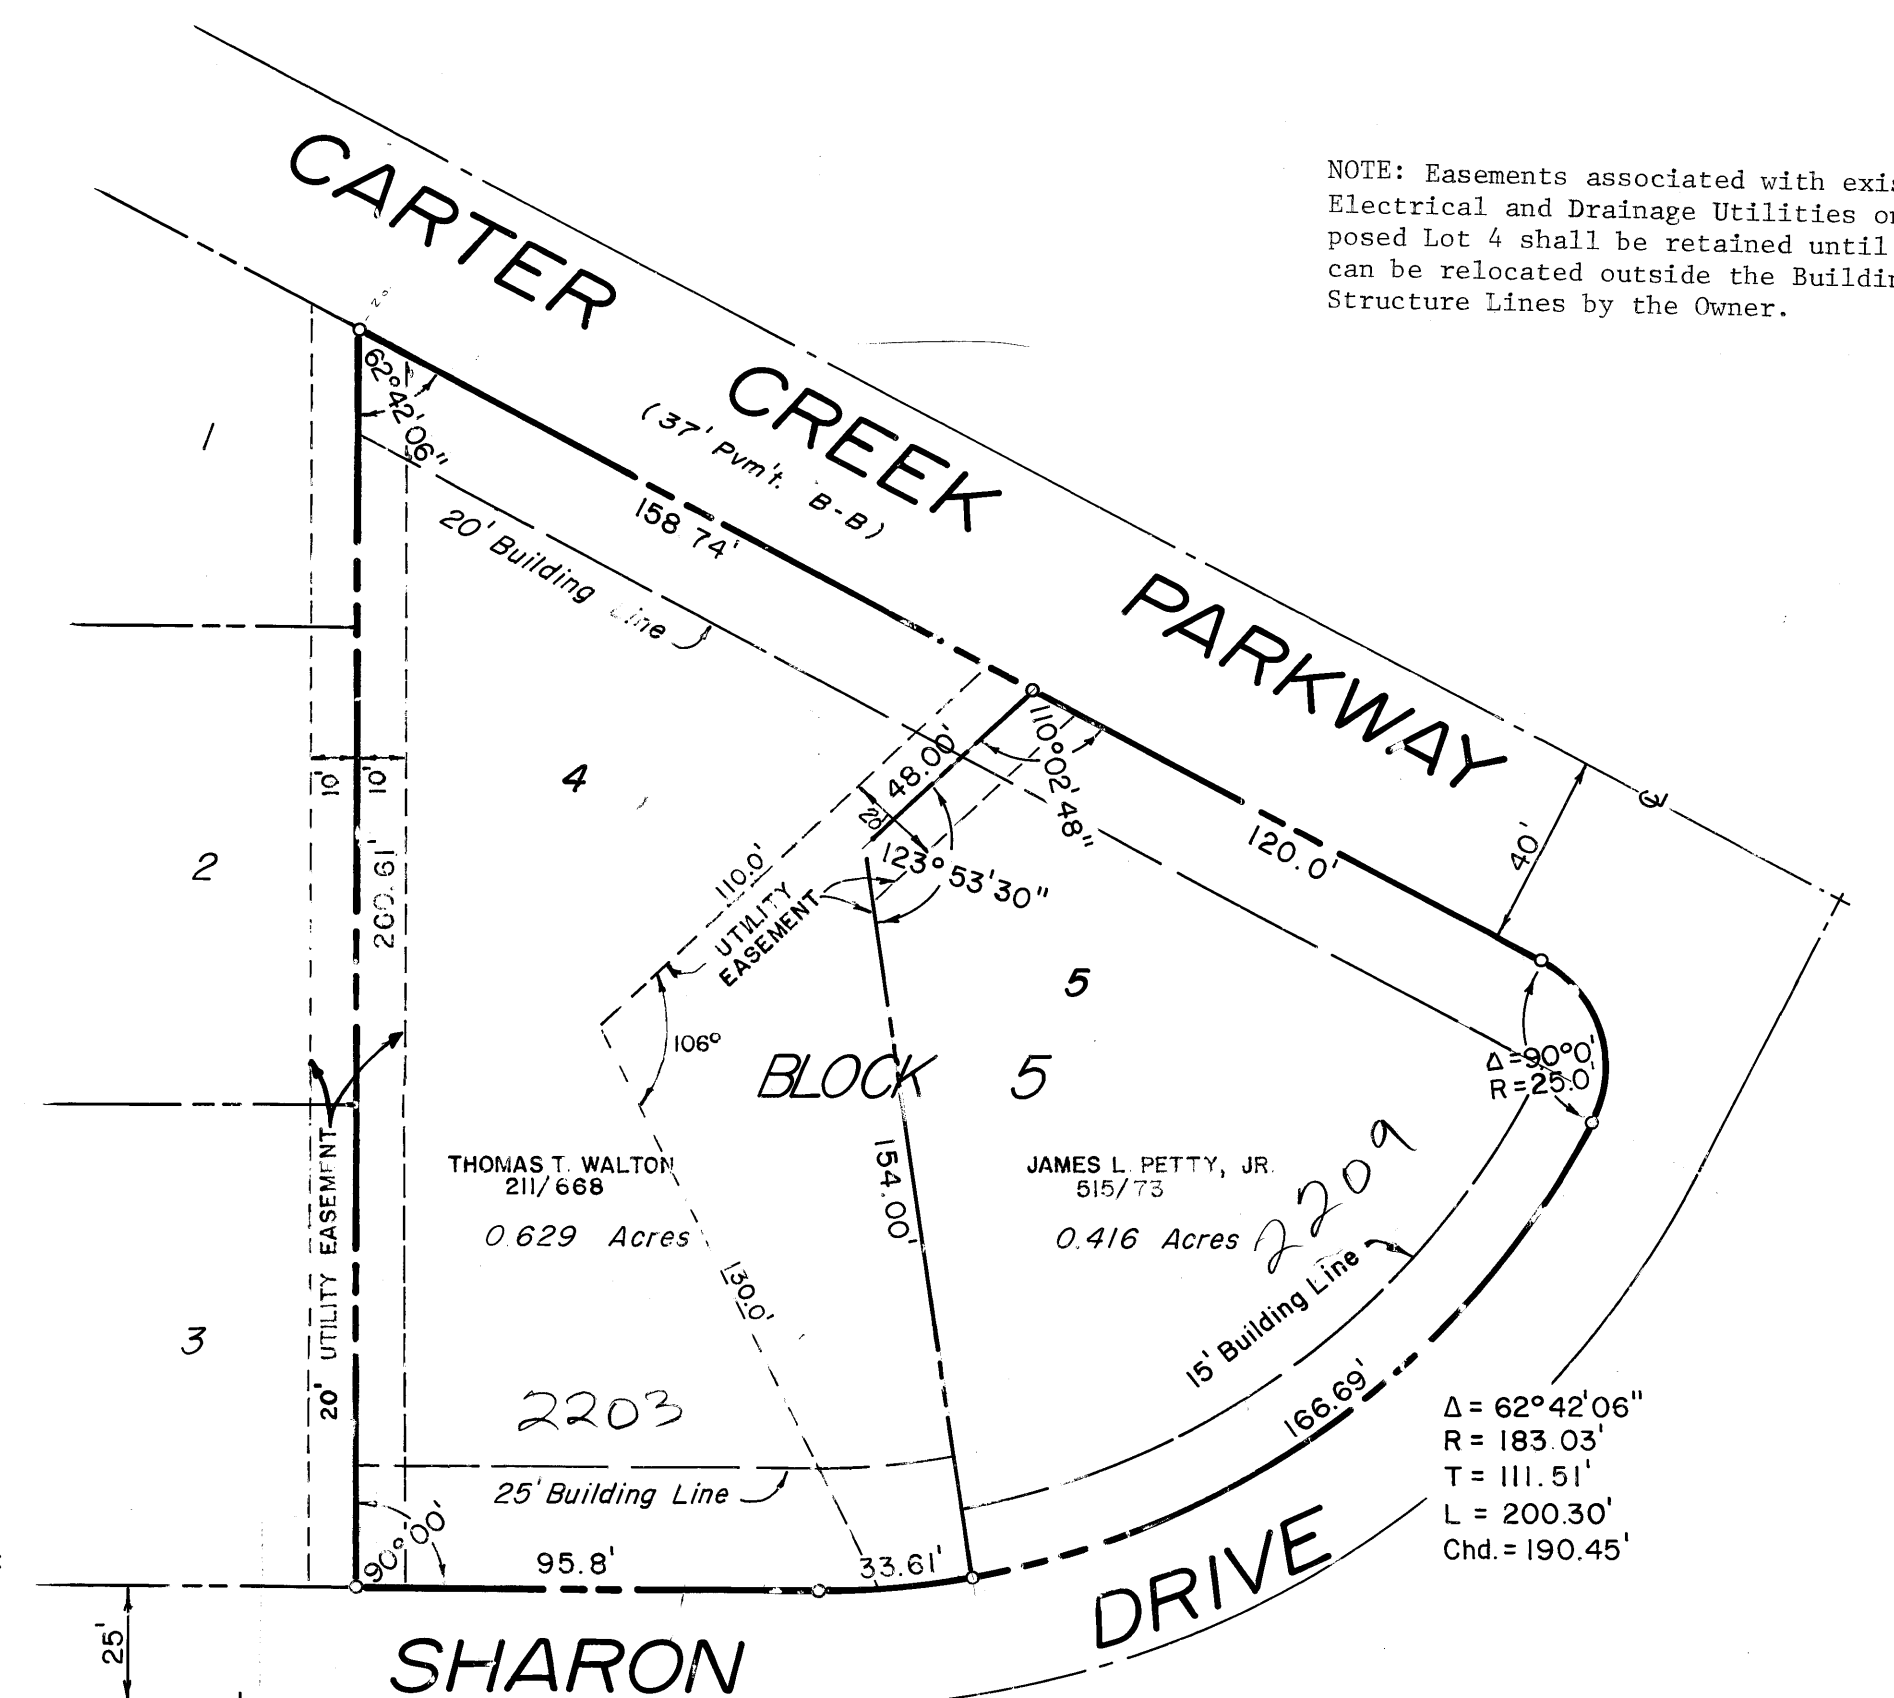 CARTER CREEK PARKWAY
(37' Pvm't. B-B)
NOTE: Easements associated with exis
Electrical and Drainage Utilities on
posed Lot 4 shall be retained until
can be relocated outside the Buildin
Structure Lines by the Owner.
62°42'06"
158.74'
20' Building Line
1
2
3
4
10'
10'
260.61'
48.00'
20'
110°02'48"
123°53'30"
120.0'
40'
110.0'
UTILITY
EASEMENT
106°
5
BLOCK 5
Δ=90°0'
R=25.0'
THOMAS T. WALTON
211/668
0.629 Acres
JAMES L. PETTY, JR.
515/73
0.416 Acres
2209
154.00'
130.0'
20' UTILITY EASEMENT
15' Building Line
166.69'
2203
25' Building Line
90°00'
95.8'
33.61'
Δ = 62°42'06"
R = 183.03'
T = 111.51'
L = 200.30'
Chd. = 190.45'
25'
SHARON DRIVE